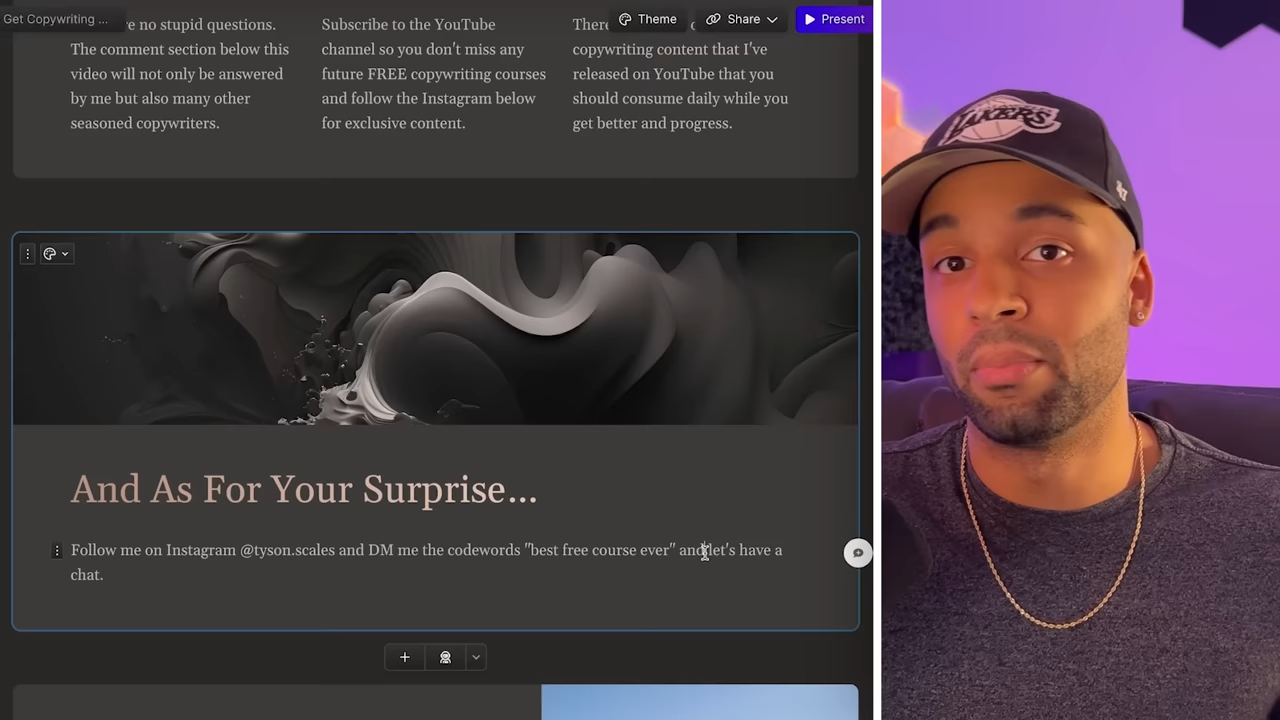 Get Copywriting ...
Theme
Share
Present
re no stupid questions.
The comment section below this
video will not only be answered
by me but also many other
seasoned copywriters.
Subscribe to the YouTube
channel so you don't miss any
future FREE copywriting courses
and follow the Instagram below
for exclusive content.
There
copywriting content that I've
released on YouTube that you
should consume daily while you
get better and progress.
LAKERS
And As For Your Surprise...
Follow me on Instagram @tyson.scales and DM me the codewords "best free course ever" and let's have a
chat.